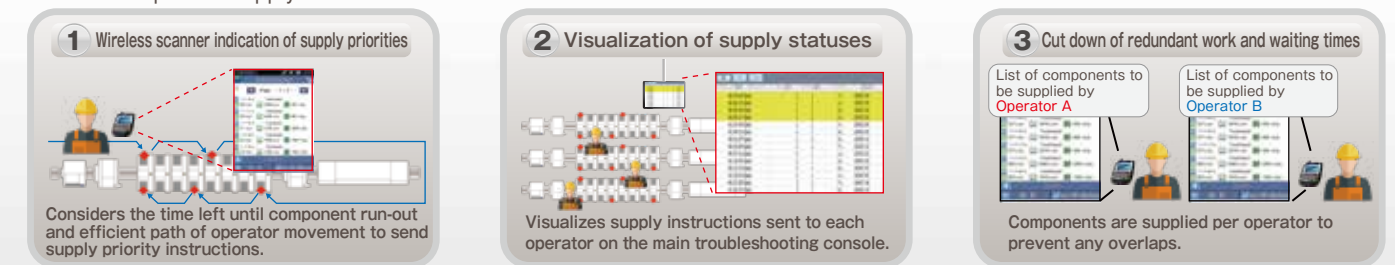 1 Wireless scanner indication of supply priorities
Considers the time left until component run-out
and efficient path of operator movement to send
supply priority instructions.
2 Visualization of supply statuses
Visualizes supply instructions sent to each
operator on the main troubleshooting console.
3 Cut down of redundant work and waiting times
List of components to
be supplied by
Operator A
List of components to
be supplied by
Operator B
Components are supplied per operator to
prevent any overlaps.